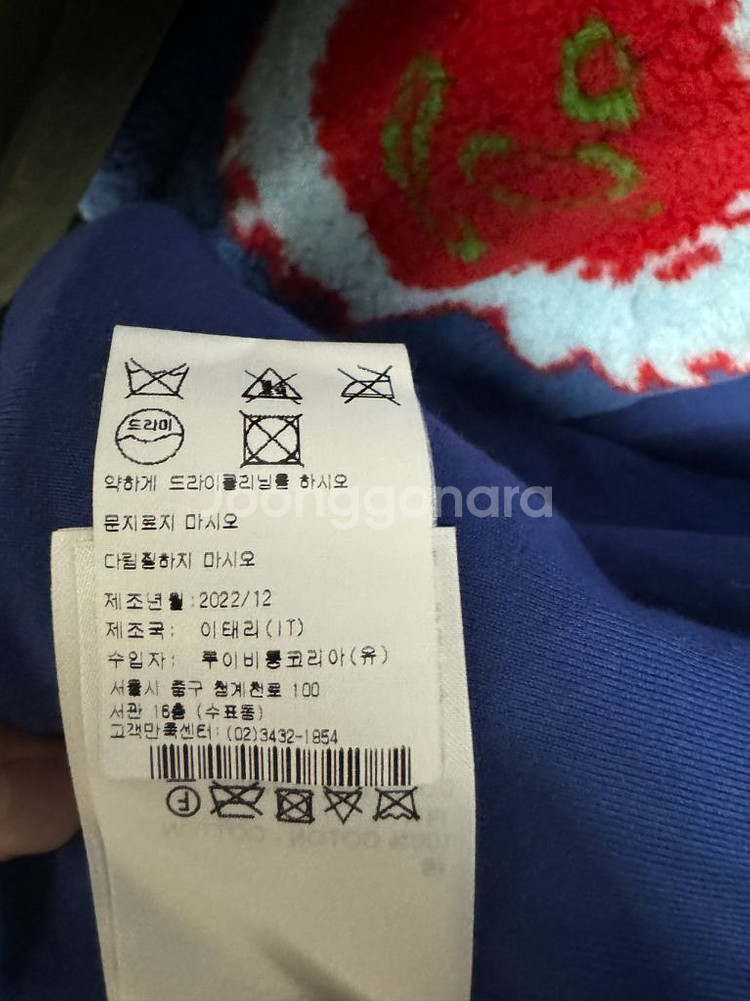 드라이
약하게 드라이클리닝을 하시오
Joonggonara
문지르지 마시오
다림질하지 마시오
제조년월:2022/12
제조국: 이태리(IT)
수입자: 루이비통코리아(유)
서울시 중구 청계천로 100
서관 16층 (수표동)
고객만족센터: (02)3432-1854
F
100% COTON - COTTON